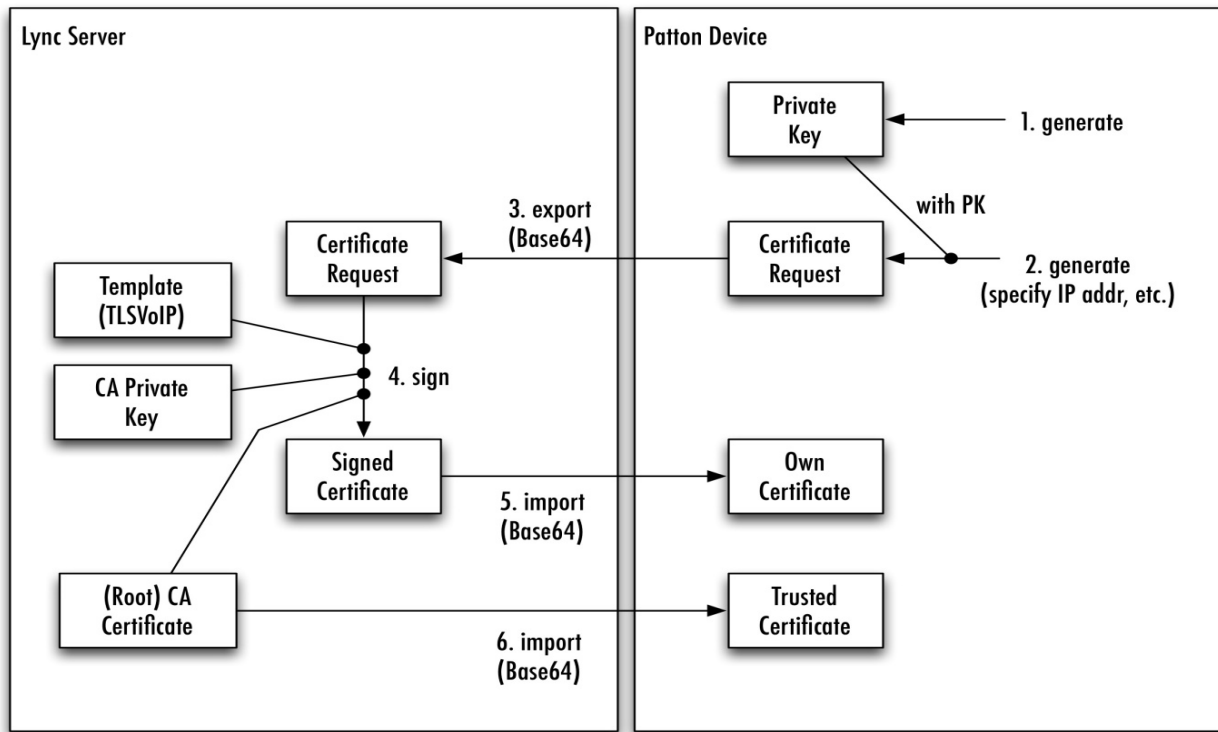 Lync Server
Patton Device
Private
Key
1. generate
with PK
3. export
(Base64)
Certificate
Request
Certificate
Request
2. generate
(specify IP addr, etc.)
Template
(TLSVoIP)
CA Private
Key
4. sign
Signed
Certificate
Own
Certificate
5. import
(Base64)
(Root) CA
Certificate
Trusted
Certificate
6. import
(Base64)